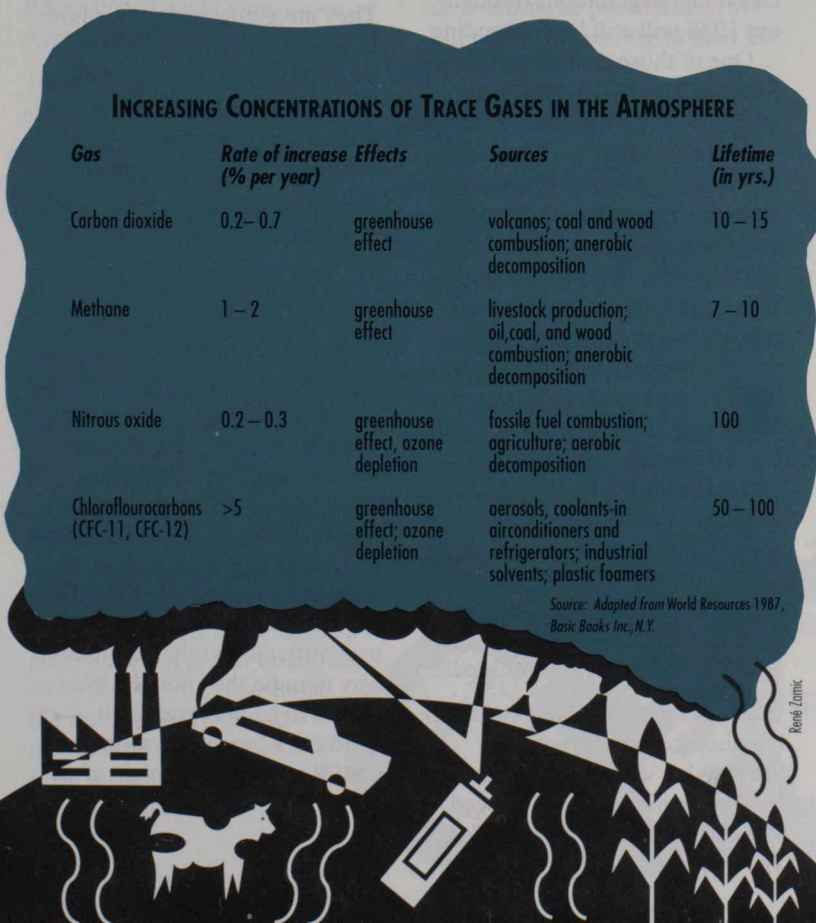 INCREASING CONCENTRATIONS OF TRACE GASES IN THE ATMOSPHERE
Gas Rate of increase Effects Sources Lifetime
(% per year) (in yrs.)
Carbon dioxide 0.2– 0.7 greenhouse volcanos; coal and wood 10 – 15
effect combustion; anerobic
decomposition
Methane 1 – 2 greenhouse livestock production; 7 – 10
effect oil,coal, and wood
combustion; anerobic
decomposition
Nitrous oxide 0.2 – 0.3 greenhouse fossile fuel combustion; 100
effect, ozone agriculture; aerobic
depletion decomposition
Chloroflourocarbons >5 greenhouse aerosols, coolants-in 50 – 100
(CFC-11, CFC-12) effect; ozone airconditioners and
depletion refrigerators; industrial
solvents; plastic foamers
Source: Adapted from World Resources 1987,
Basic Books Inc.,N.Y.
René Zamic